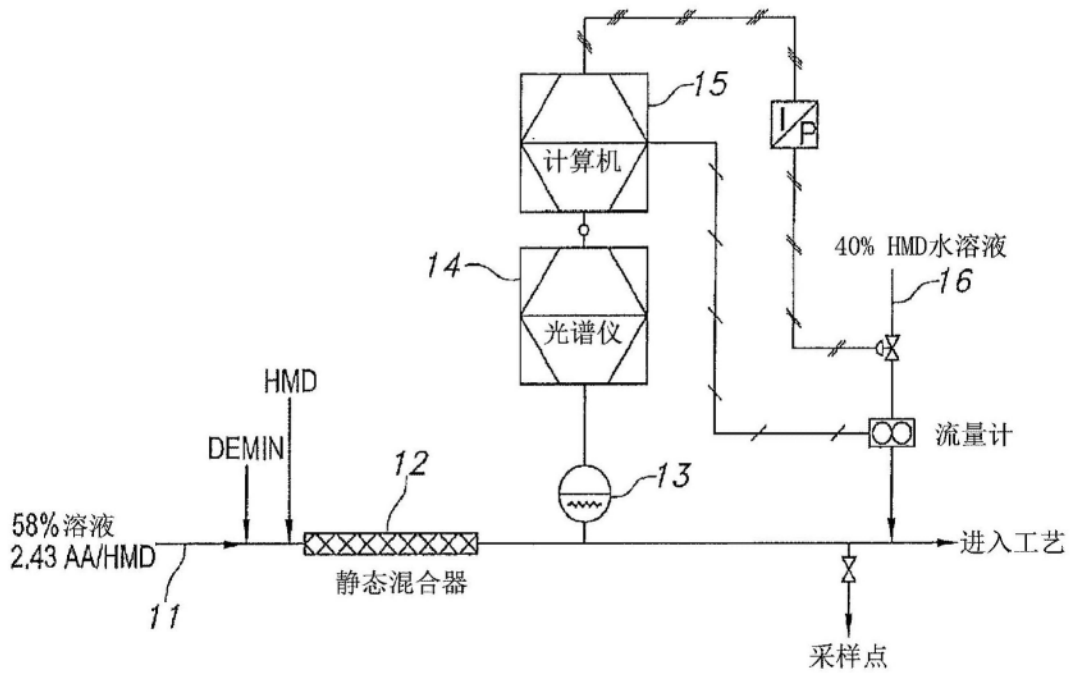 15
I/P
计算机
40% HMD水溶液
16
14
光谱仪
HMD
DEMIN
流量计
13
12
58%溶液
2,43 AA/HMD
11
静态混合器
进入工艺
采样点